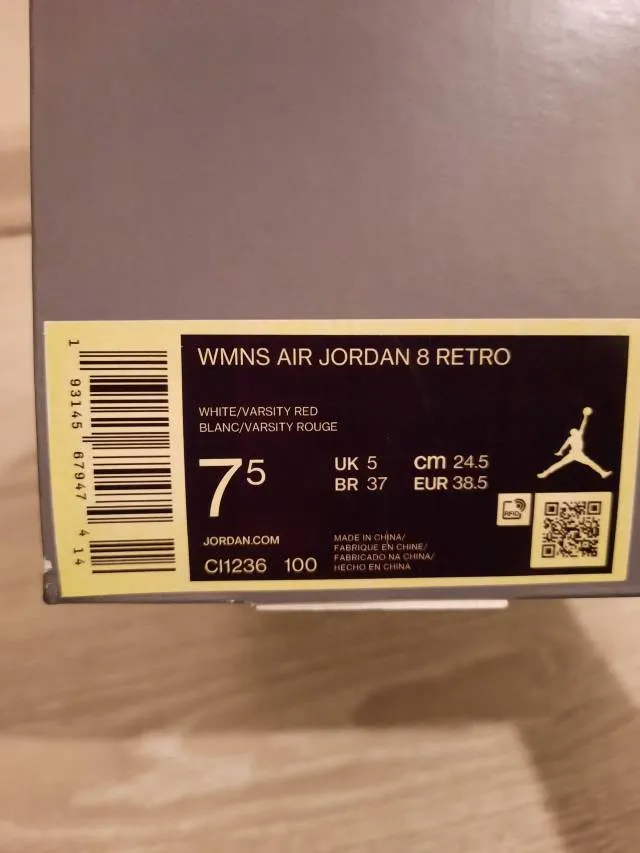 WMNS AIR JORDAN 8 RETRO
WHITE/VARSITY RED
BLANC/VARSITY ROUGE
7 5
UK 5 cm 24.5
BR 37 EUR 38.5
RFID
JORDAN.COM
CI1236 100
MADE IN CHINA/
FABRIQUE EN CHINE/
FABRICADO NA CHINA/
HECHO EN CHINA
1 93145 67947 4 14